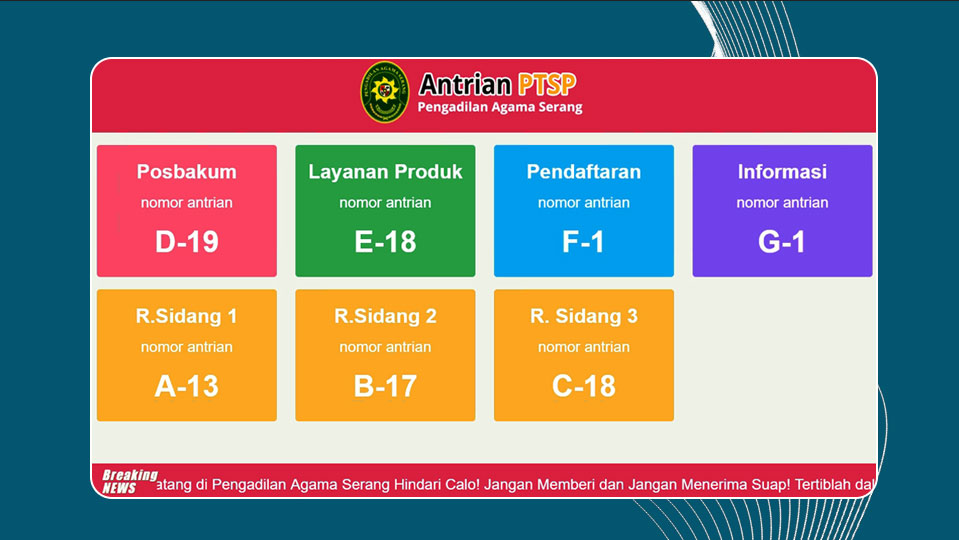 Antrian PTSP
Pengadilan Agama Serang
Posbakum
nomor antrian
D-19
Layanan Produk
nomor antrian
E-18
Pendaftaran
nomor antrian
F-1
Informasi
nomor antrian
G-1
R.Sidang 1
nomor antrian
A-13
R.Sidang 2
nomor antrian
B-17
R. Sidang 3
nomor antrian
C-18
Breaking
NEWS
atang di Pengadilan Agama Serang Hindari Calo! Jangan Memberi dan Jangan Menerima Suap! Tertiblah dal